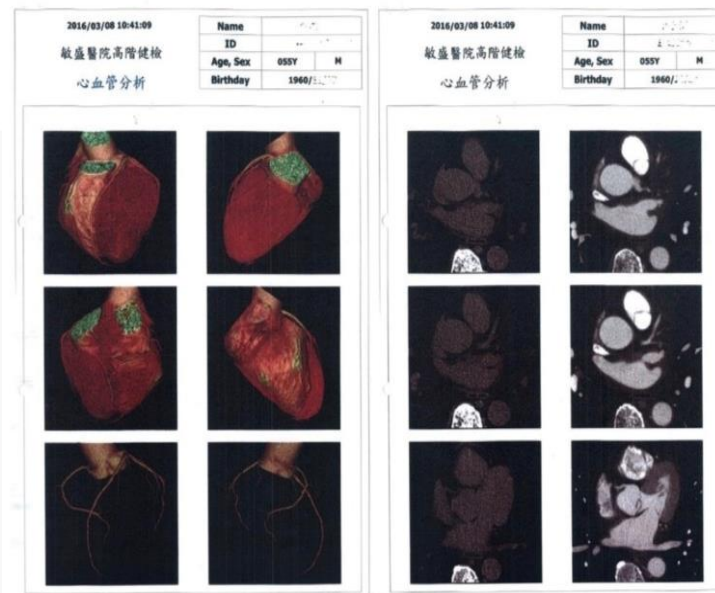 2016/03/08 10:41:09
敏盛醫院高階健檢
心血管分析
Name
ID
Age, Sex 055Y M
Birthday 1960/
2016/03/08 10:41:09
敏盛醫院高階健檢
心血管分析
Name
ID
Age, Sex 055Y M
Birthday 1960/